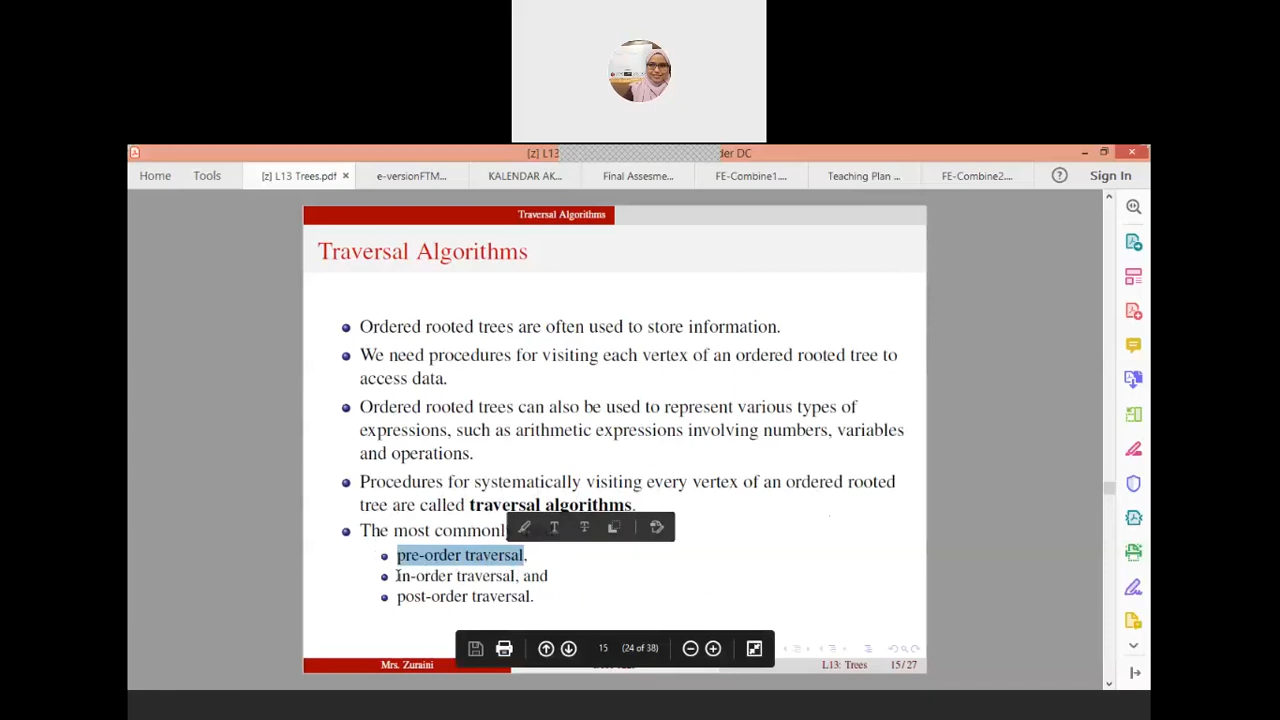 [z] L13 der DC
Home Tools [z] L13 Trees.pdf × e-versionFTM... KALENDAR AK... Final Assesme... FE-Combine1.... Teaching Plan ... FE-Combine2.... Sign In
Traversal Algorithms
Traversal Algorithms
Ordered rooted trees are often used to store information.
We need procedures for visiting each vertex of an ordered rooted tree to
access data.
Ordered rooted trees can also be used to represent various types of
expressions, such as arithmetic expressions involving numbers, variables
and operations.
Procedures for systematically visiting every vertex of an ordered rooted
tree are called traversal algorithms.
The most commonly
pre-order traversal,
in-order traversal, and
post-order traversal.
15 (24 of 38)
Mrs. Zuraini L13: Trees 15 / 27